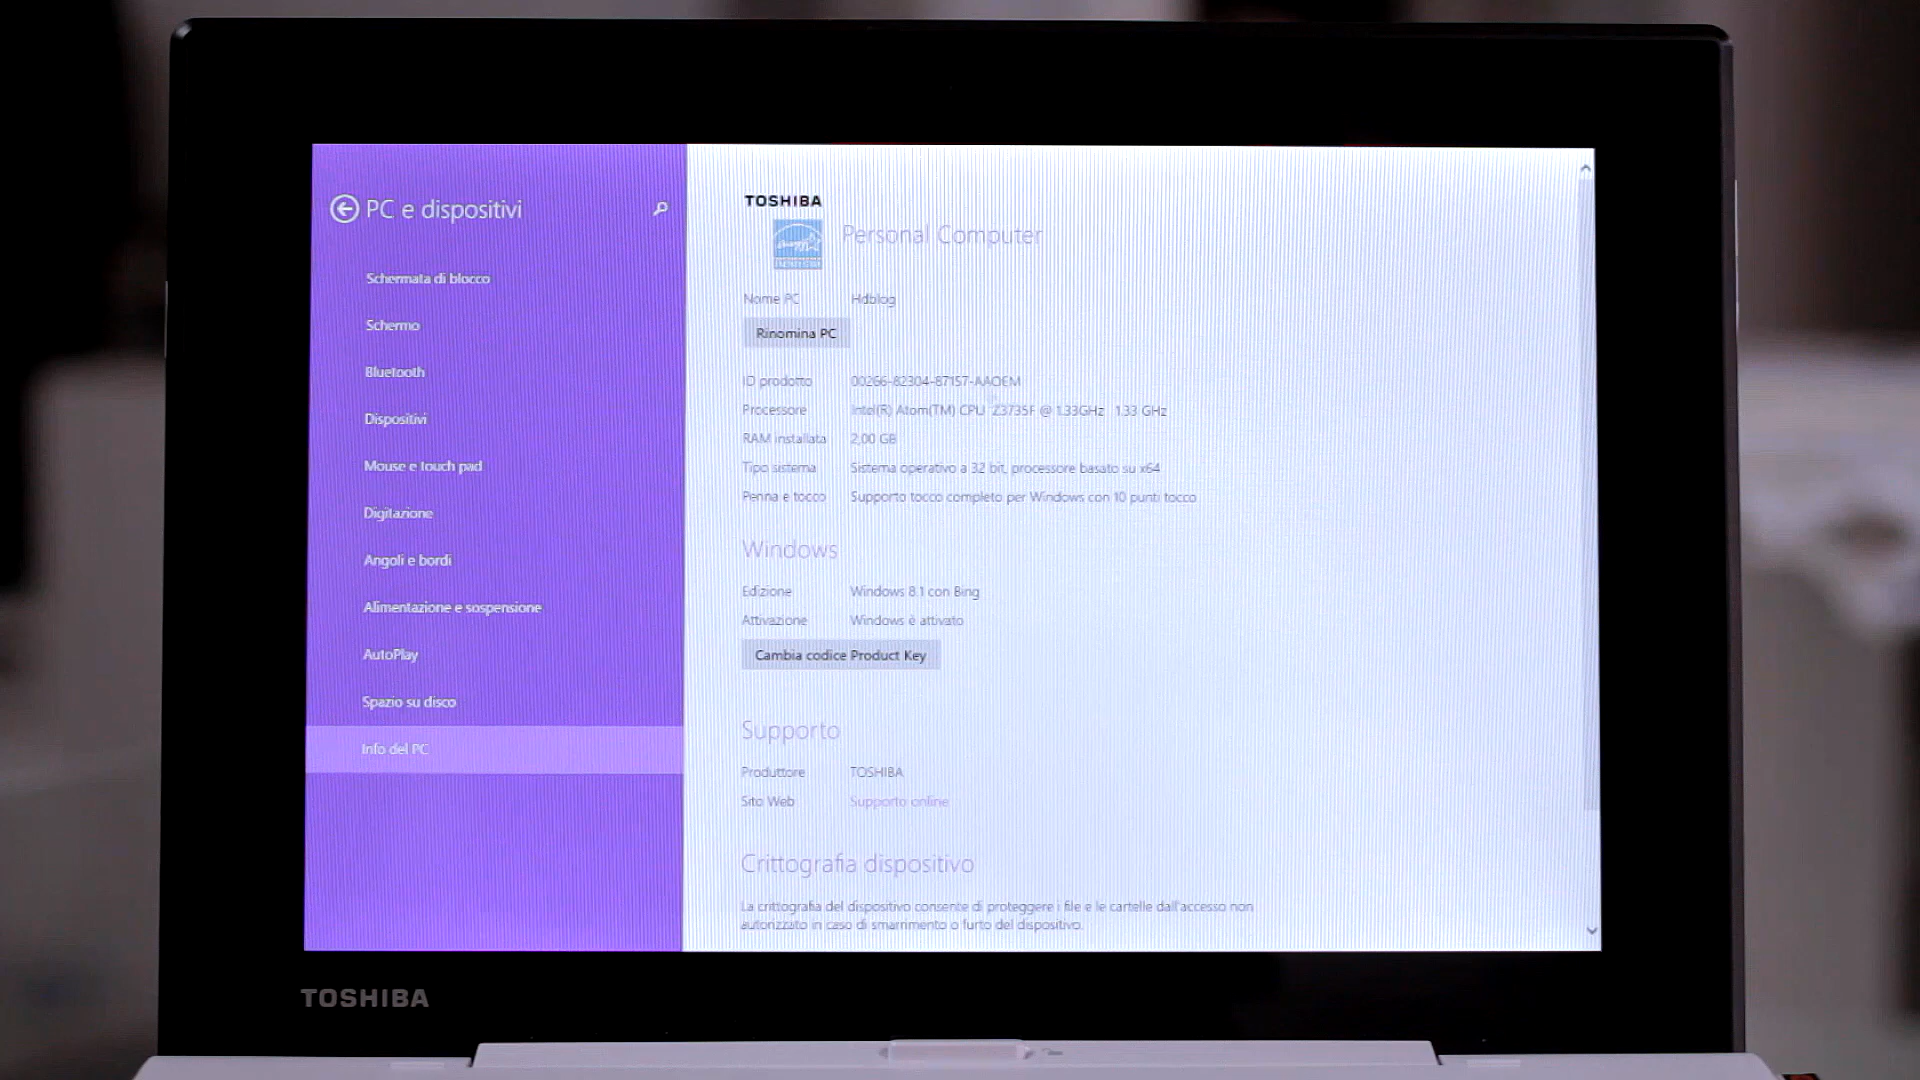 PC e dispositivi
Schermata di blocco
Schermo
Bluetooth
Dispositivi
Mouse e touch pad
Digitazione
Angoli e bordi
Alimentazione e sospensione
AutoPlay
Spazio su disco
Info del PC
TOSHIBA
ENERGY STAR
Personal Computer
Nome PC Hdblog
Rinomina PC
ID prodotto 00266-82304-87157-AAOEM
Processore Intel(R) Atom(TM) CPU Z3735F @ 1.33GHz 1.33 GHz
RAM installata 2,00 GB
Tipo sistema Sistema operativo a 32 bit, processore basato su x64
Penna e tocco Supporto tocco completo per Windows con 10 punti tocco
Windows
Edizione Windows 8.1 con Bing
Attivazione Windows è attivato
Cambia codice Product Key
Supporto
Produttore TOSHIBA
Sito Web Supporto online
Crittografia dispositivo
La crittografia del dispositivo consente di proteggere i file e le cartelle dall'accesso non
autorizzato in caso di smarrimento o furto del dispositivo.
TOSHIBA